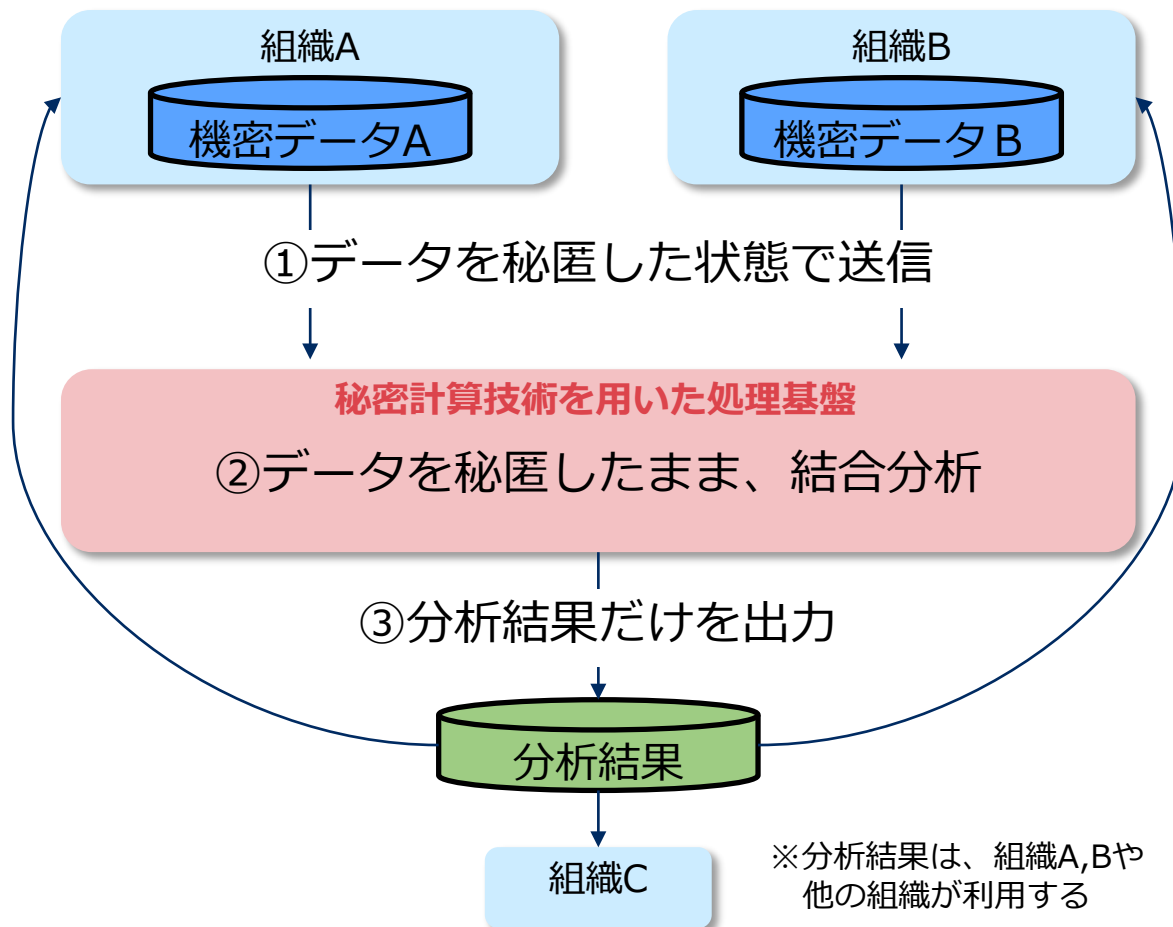 組織A
組織B
機密データA
機密データB
①データを秘匿した状態で送信
秘密計算技術を用いた処理基盤
②データを秘匿したまま、結合分析
③分析結果だけを出力
分析結果
組織C
※分析結果は、組織A,Bや
他の組織が利用する